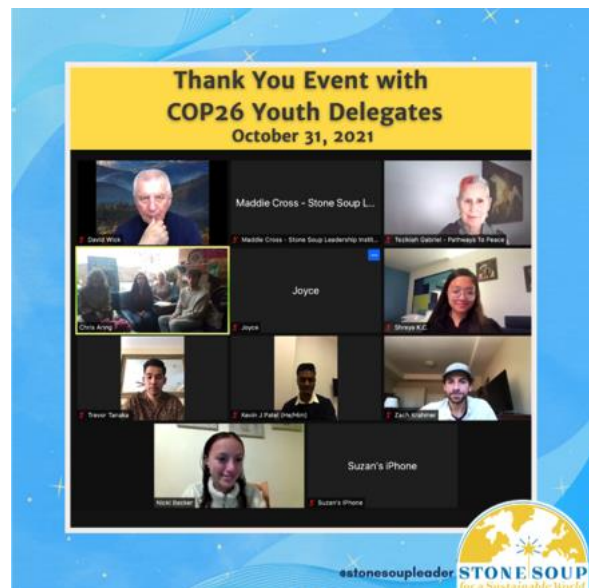 Thank You Event with
COP26 Youth Delegates
October 31, 2021
Maddie Cross - Stone Soup L...
David Wick
Maddie Cross - Stone Soup Leadership Instit...
Tezikiah Gabriel - Pathways To Peace
Joyce
Chris Aring
Joyce
Shreya K.C
Trevor Tanaka
Kevin J Patel (He/Him)
Zach Krahmer
Suzan's iPhone
Nicki Becker
Suzan's iPhone
@stonesoupleader
STONE SOUP
for a Sustainable World